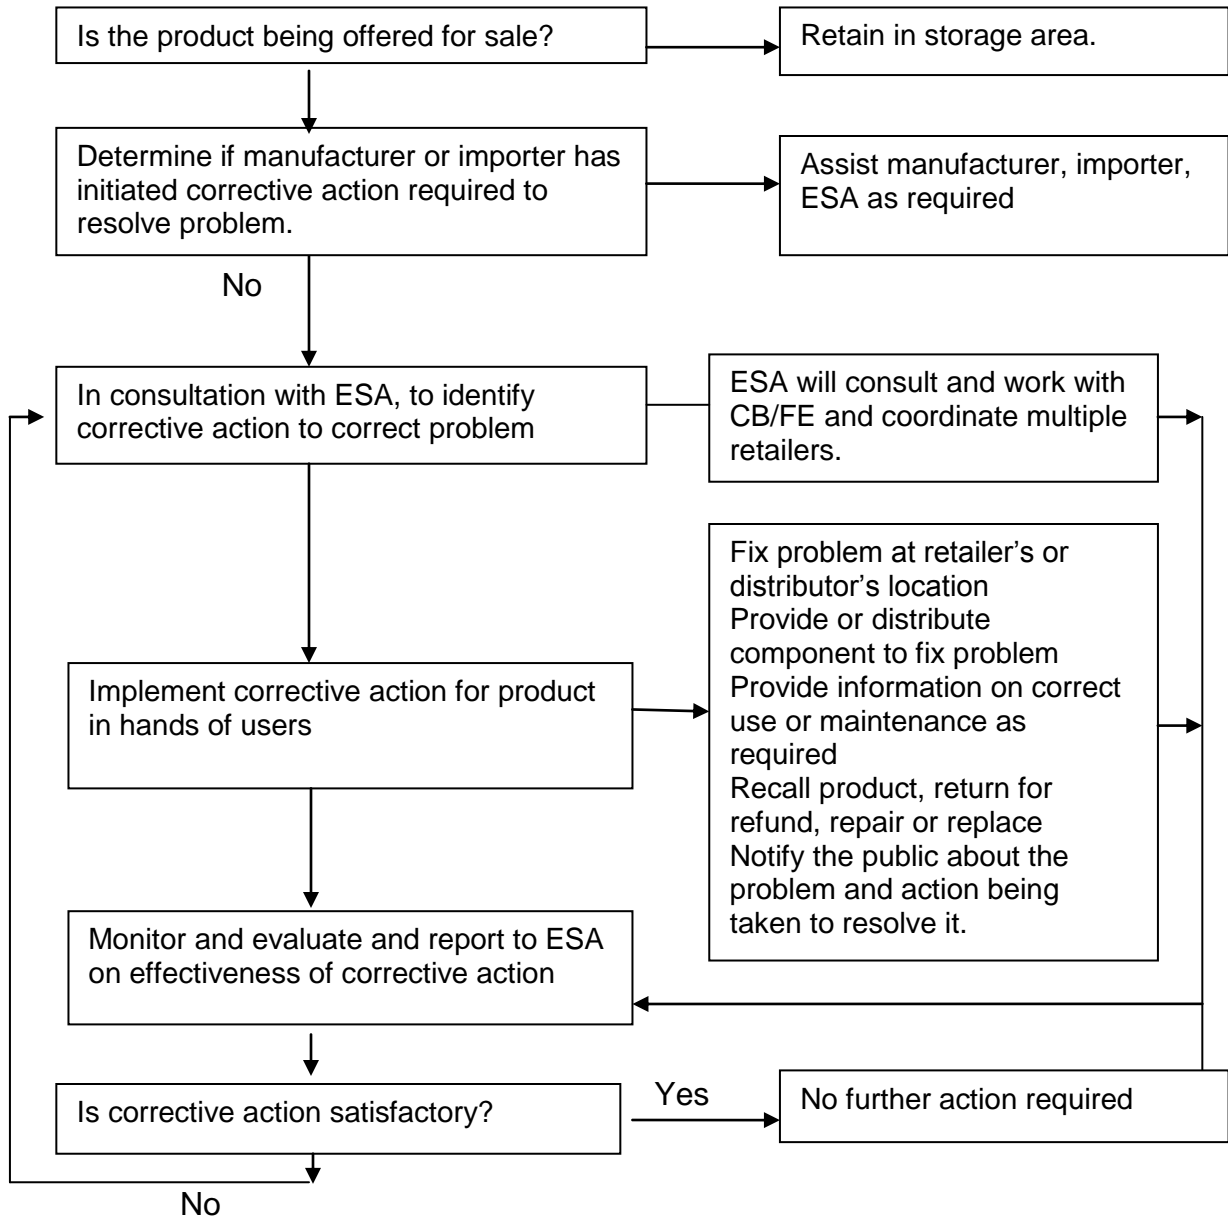 Is the product being offered for sale?
Retain in storage area.
Determine if manufacturer or importer has
initiated corrective action required to
resolve problem.
Assist manufacturer, importer,
ESA as required
No
In consultation with ESA, to identify
corrective action to correct problem
ESA will consult and work with
CB/FE and coordinate multiple
retailers.
Fix problem at retailer’s or
distributor’s location
Provide or distribute
component to fix problem
Provide information on correct
use or maintenance as
required
Recall product, return for
refund, repair or replace
Notify the public about the
problem and action being
taken to resolve it.
Implement corrective action for product
in hands of users
Monitor and evaluate and report to ESA
on effectiveness of corrective action
Is corrective action satisfactory?
Yes
No further action required
No